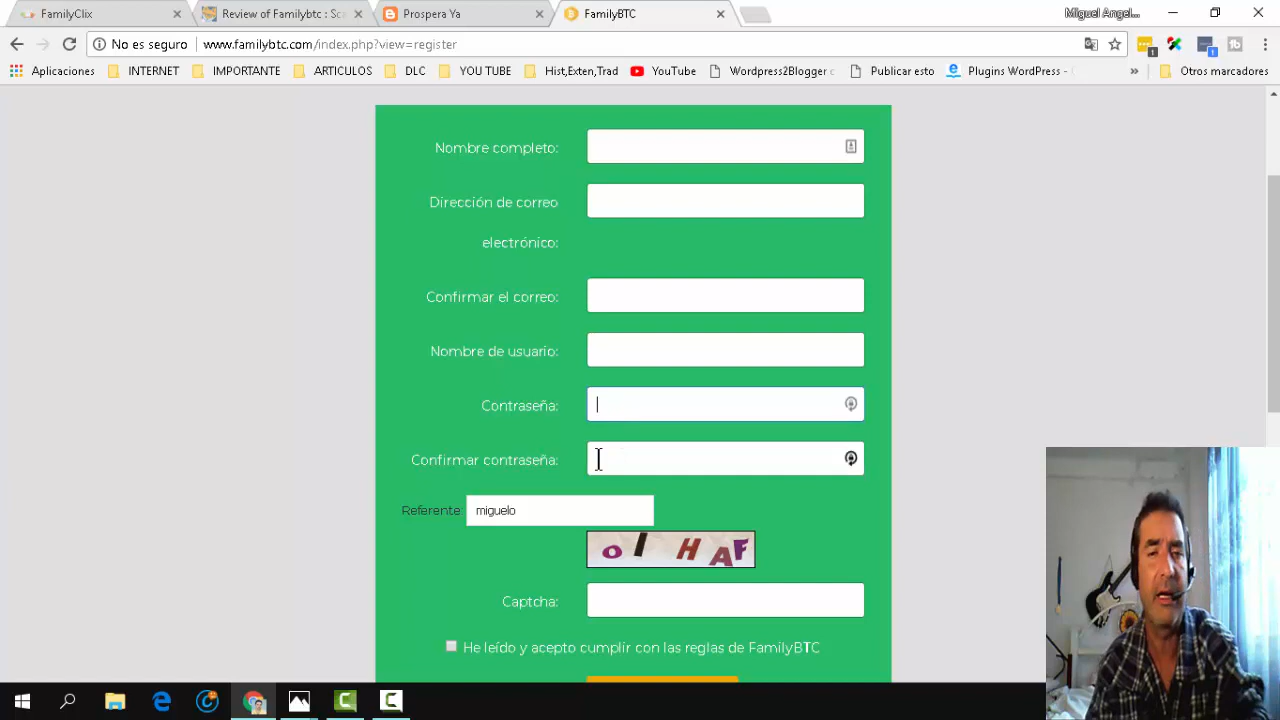 FamilyClix
Review of Familybtc : Sca
Prospera Ya
FamilyBTC
Miguel Angel...
No es seguro
www.familybtc.com/index.php?view=register
Aplicaciones
INTERNET
IMPORTANTE
ARTICULOS
DLC
YOU TUBE
Hist,Exten,Trad
YouTube
Wordpress2Blogger c
Publicar esto
Plugins WordPress -
»
Otros marcadores
Nombre completo:
Dirección de correo
electrónico:
Confirmar el correo:
Nombre de usuario:
Contraseña:
Confirmar contraseña:
Referente: miguelo
o I H A F
Captcha:
He leído y acepto cumplir con las reglas de FamilyBTC